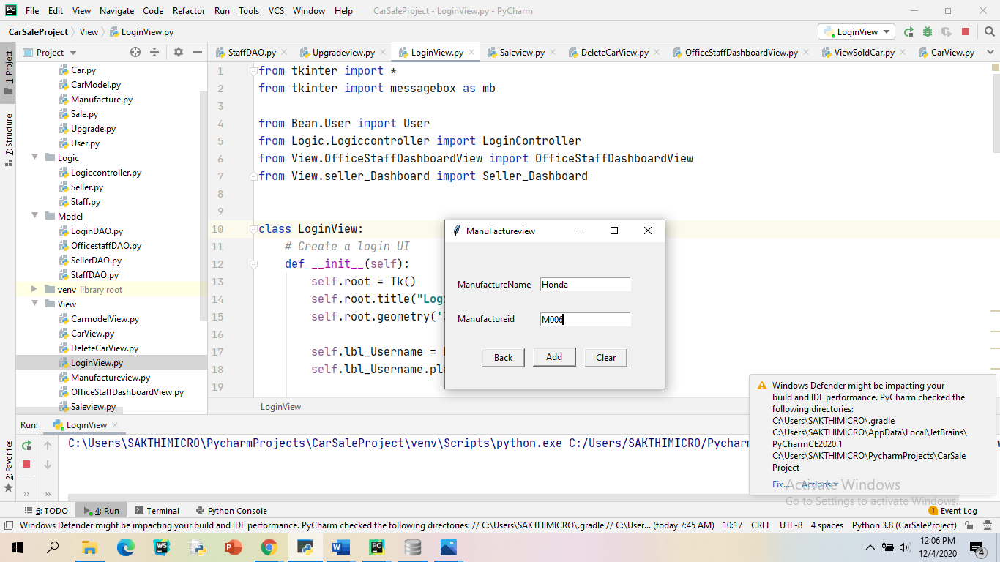 File Edit View Navigate Code Refactor Run Tools VCS Window Help CarSaleProject - LoginView.py - PyCharm
CarSaleProject View LoginView.py LoginView
Project StaffDAO.py Upgradeview.py LoginView.py Saleview.py DeleteCarView.py OfficeStaffDashboardView.py ViewSoldCar.py CarView.py
1: Project
7: Structure
2: Favorites
Car.py
CarModel.py
Manufacture.py
Sale.py
Upgrade.py
User.py
Logic
Logiccontroller.py
Seller.py
Staff.py
Model
LoginDAO.py
OfficestaffDAO.py
SellerDAO.py
StaffDAO.py
venv library root
View
CarmodelView.py
CarView.py
DeleteCarView.py
LoginView.py
Manufactureview.py
OfficeStaffDashboardView.py
Saleview.py
1 from tkinter import *
2 from tkinter import messagebox as mb
3
4 from Bean.User import User
5 from Logic.Logiccontroller import LoginController
6 from View.OfficeStaffDashboardView import OfficeStaffDashboardView
7 from View.seller_Dashboard import Seller_Dashboard
8
9
10 class LoginView:
11 # Create a login UI
12 def __init__(self):
13 self.root = Tk()
14 self.root.title("Log
15 self.root.geometry('
16
17 self.lbl_Username =
18 self.lbl_Username.pla
19
LoginView
ManuFactureview
ManufactureName Honda
Manufactureid M006
Back Add Clear
Run: LoginView
C:\Users\SAKTHIMICRO\PycharmProjects\CarSaleProject\venv\Scripts\python.exe C:/Users/SAKTHIMICRO/Pycharm
Windows Defender might be impacting your
build and IDE performance. PyCharm checked the
following directories:
C:\Users\SAKTHIMICRO\.gradle
C:\Users\SAKTHIMICRO\AppData\Local\JetBrains\
PyCharmCE2020.1
C:\Users\SAKTHIMICRO\PycharmProjects\CarSale
Project
Fix... Actions
Activate Windows
Go to Settings to activate Windows.
6: TODO 4: Run Terminal Python Console 1 Event Log
Windows Defender might be impacting your build and IDE performance. PyCharm checked the following directories: // C:\Users\SAKTHIMICRO\.gradle // C:\User... (today 7:45 AM) 10:17 CRLF UTF-8 4 spaces Python 3.8 (CarSaleProject)
12:06 PM
12/4/2020
4